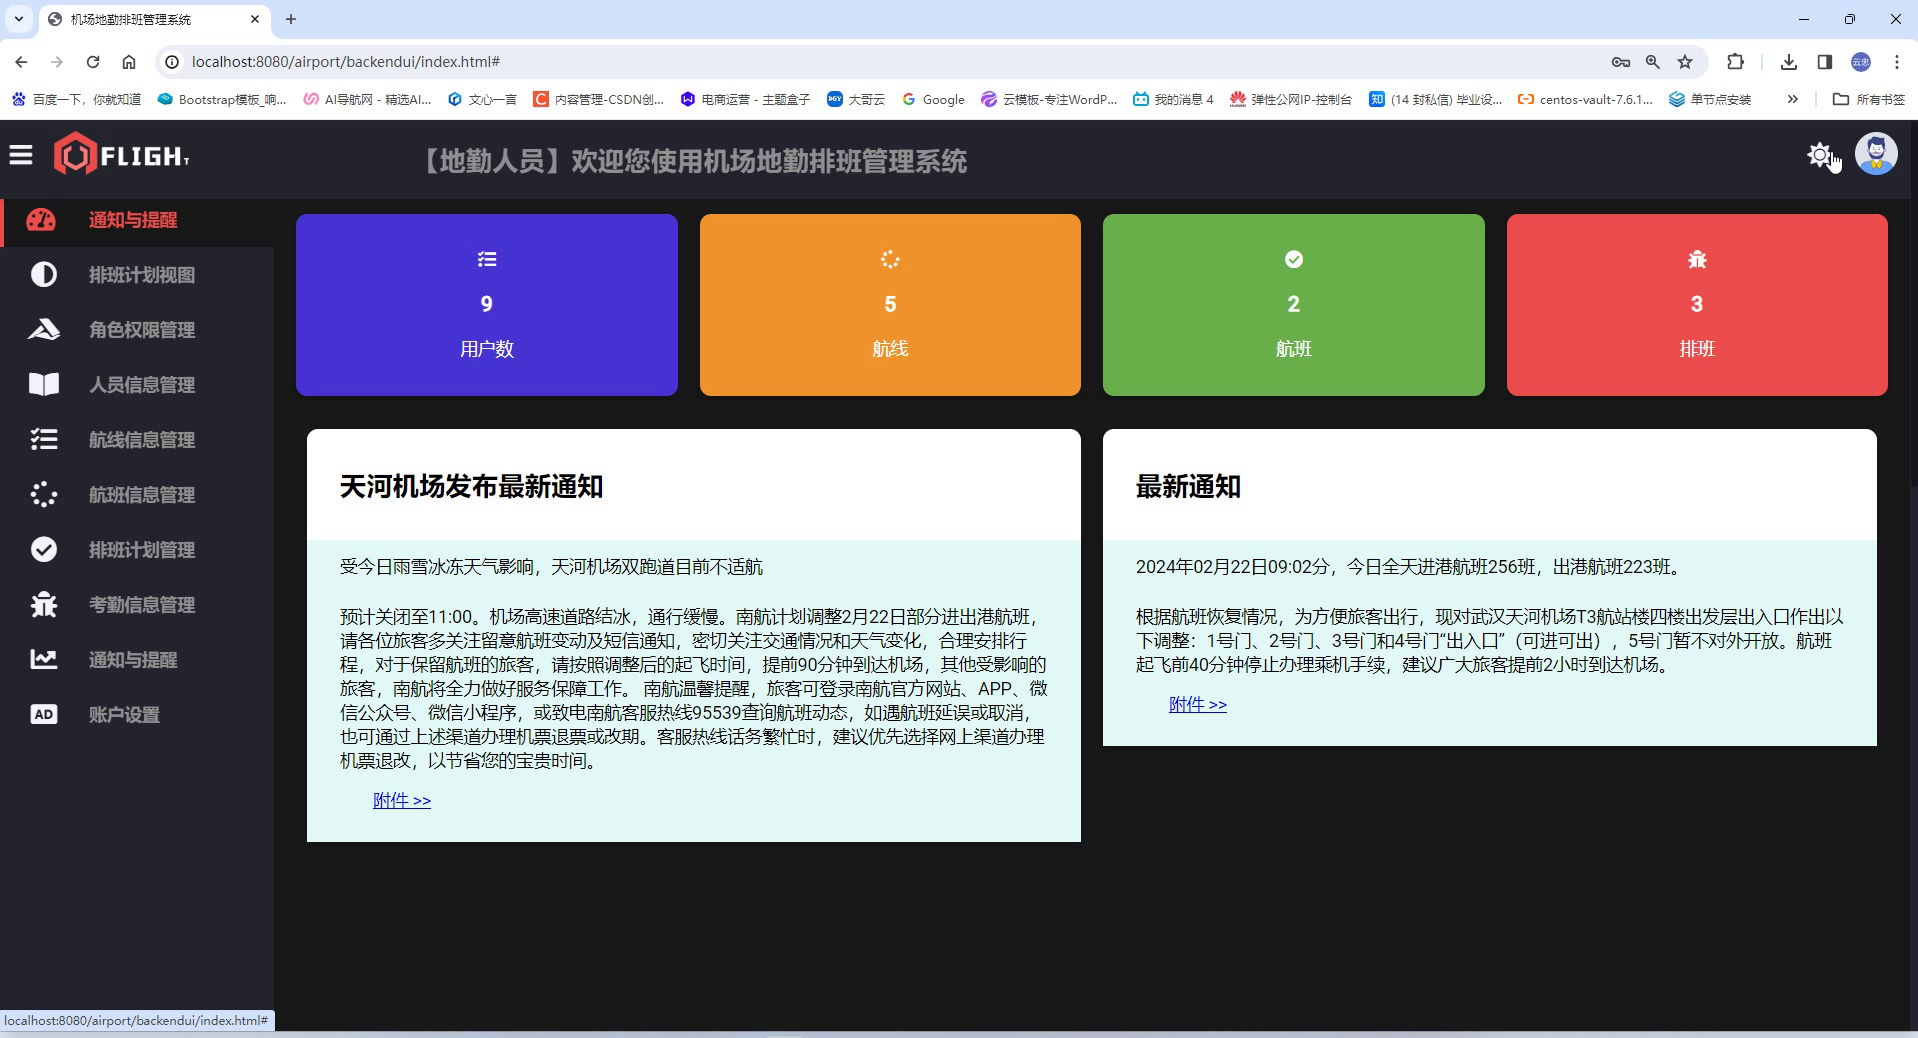 机场地勤排班管理系统
localhost:8080/airport/backendui/index.html#
百度一下，你就知道 Bootstrap模板_响... AI导航网 - 精选AI... 文心一言 内容管理-CSDN创... 电商运营 - 主题盒子 大哥云 Google 云模板-专注WordP... 我的消息 4 弹性公网IP-控制台 (14 封私信) 毕业设... centos-vault-7.6.1... 单节点安装 » 所有书签
FLIGHT
【地勤人员】欢迎您使用机场地勤排班管理系统
通知与提醒
排班计划视图
角色权限管理
人员信息管理
航线信息管理
航班信息管理
排班计划管理
考勤信息管理
通知与提醒
AD 账户设置
9
用户数
5
航线
2
航班
3
排班
天河机场发布最新通知
受今日雨雪冰冻天气影响，天河机场双跑道目前不适航
预计关闭至11:00。机场高速道路结冰，通行缓慢。南航计划调整2月22日部分进出港航班，
请各位旅客多关注留意航班变动及短信通知，密切关注交通情况和天气变化，合理安排行
程，对于保留航班的旅客，请按照调整后的起飞时间，提前90分钟到达机场，其他受影响的
旅客，南航将全力做好服务保障工作。 南航温馨提醒，旅客可登录南航官方网站、APP、微
信公众号、微信小程序，或致电南航客服热线95539查询航班动态，如遇航班延误或取消，
也可通过上述渠道办理机票退票或改期。客服热线话务繁忙时，建议优先选择网上渠道办理
机票退改，以节省您的宝贵时间。
附件 >>
最新通知
2024年02月22日09:02分，今日全天进港航班256班，出港航班223班。
根据航班恢复情况，为方便旅客出行，现对武汉天河机场T3航站楼四楼出发层出入口作出以
下调整：1号门、2号门、3号门和4号门“出入口”（可进可出），5号门暂不对外开放。航班
起飞前40分钟停止办理乘机手续，建议广大旅客提前2小时到达机场。
附件 >>
localhost:8080/airport/backendui/index.html#